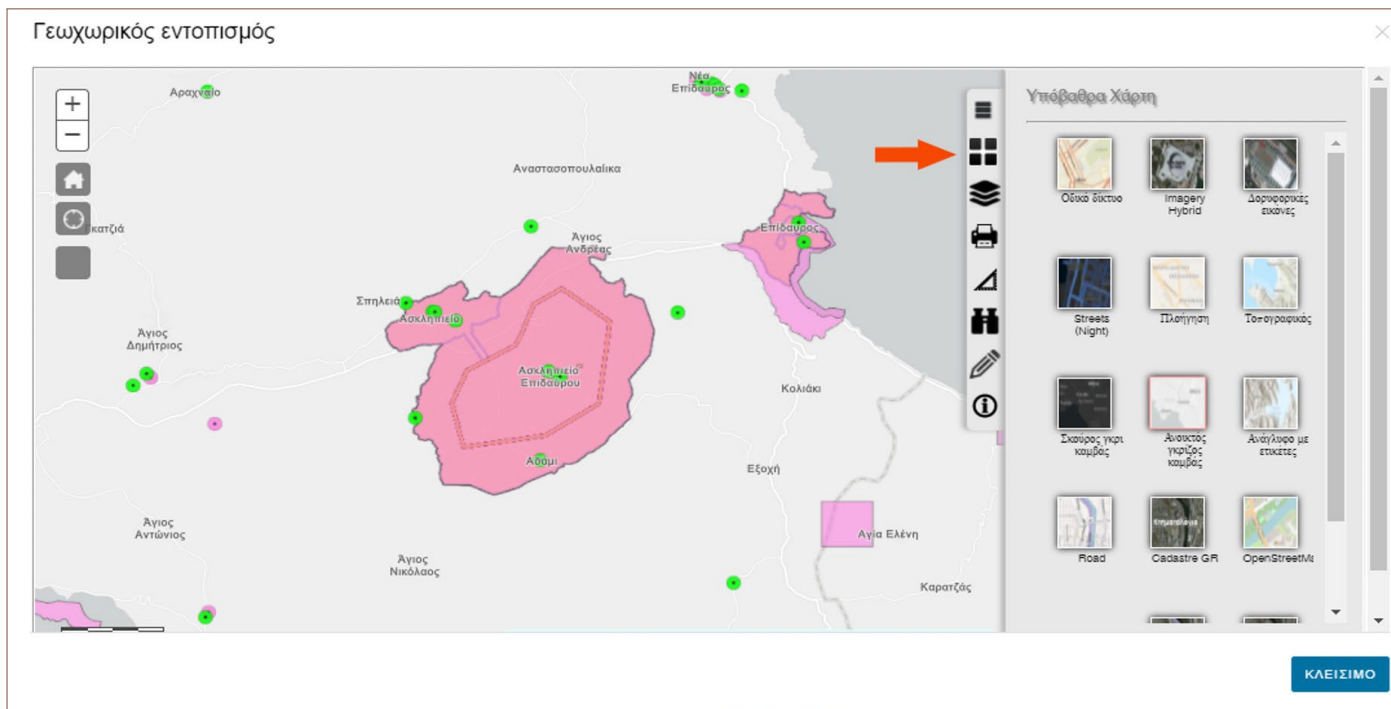 Γεωχωρικός εντοπισμός
Υπόβαθρα Χάρτη
Αραχναίο
Νέα
Επίδαυρος
Αναστασοπουλαίικα
κατζιά
Άγιος
Ανδρέας
Επίδαυρος
Σπηλειά
Ασκληπιείο
Άγιος
Δημήτριος
Ασκληπιείο
Επιδαύρου
Κολιάκι
Αδάμι
Εξοχή
Άγιος
Αντώνιος
Αγία Ελένη
Άγιος
Νικόλαος
Καρατζάς
Οδικό δίκτυο
Imagery
Hybrid
Δορυφορικές
εικόνες
Streets
(Night)
Πλοήγηση
Τοπογραφικός
Σκούρος γκρι
καμβάς
Ανοικτός
γκρίζος
καμβάς
Ανάγλυφο με
ετικέτες
Road
Cadastre GR
OpenStreetMa
ΚΛΕΙΣΙΜΟ